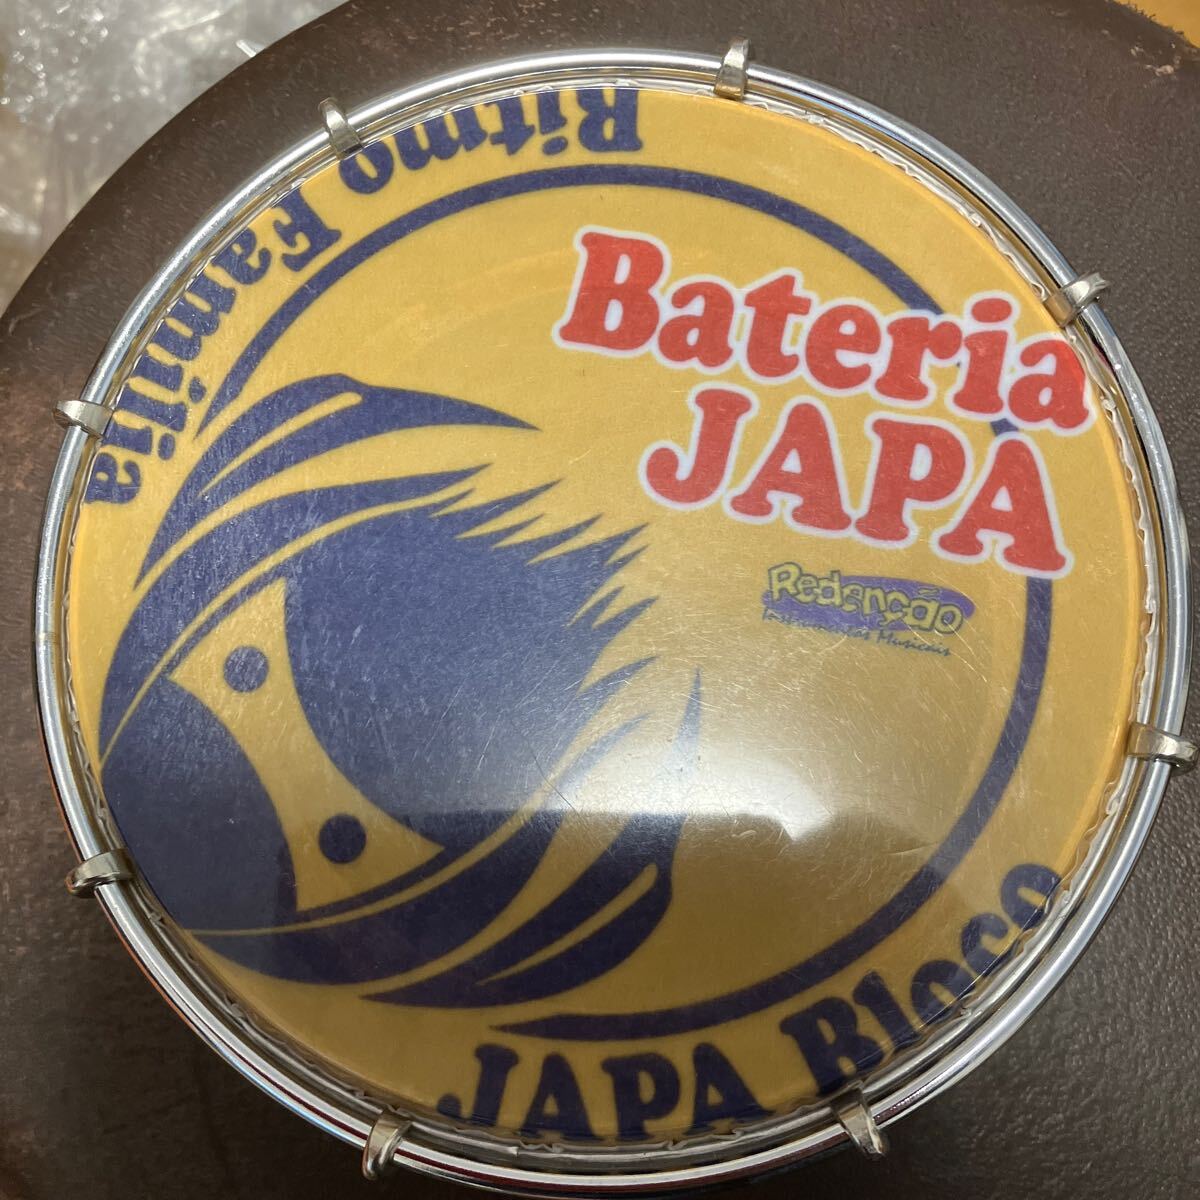 Ritmo Família
Bateria
JAPA
Redenção
Instrumentos Musicais
JAPA Bloco